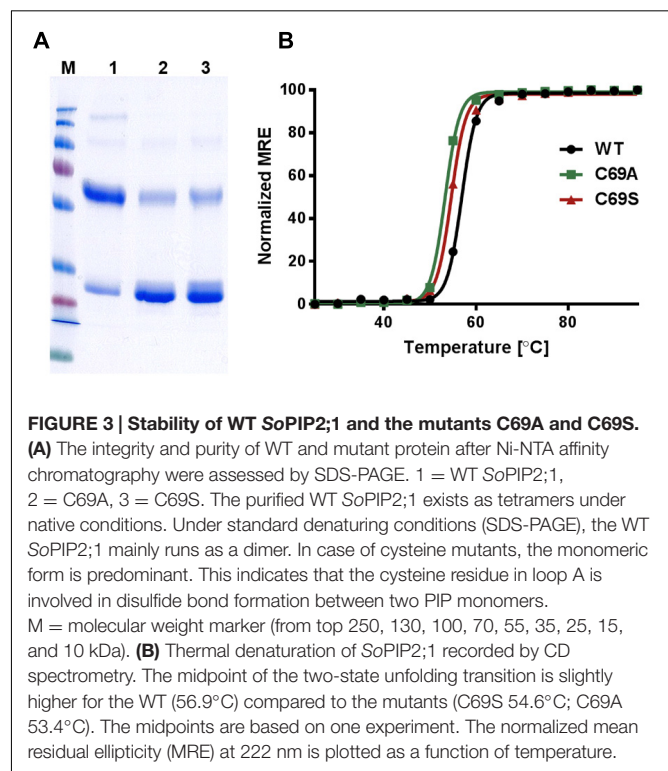 A
B
M 1 2 3
100
80
60
40
20
0
Normalized MRE
WT
C69A
C69S
40 60 80
Temperature [°C]
FIGURE 3 | Stability of WT SoPIP2;1 and the mutants C69A and C69S.
(A) The integrity and purity of WT and mutant protein after Ni-NTA affinity
chromatography were assessed by SDS-PAGE. 1 = WT SoPIP2;1,
2 = C69A, 3 = C69S. The purified WT SoPIP2;1 exists as tetramers under
native conditions. Under standard denaturing conditions (SDS-PAGE), the WT
SoPIP2;1 mainly runs as a dimer. In case of cysteine mutants, the monomeric
form is predominant. This indicates that the cysteine residue in loop A is
involved in disulfide bond formation between two PIP monomers.
M = molecular weight marker (from top 250, 130, 100, 70, 55, 35, 25, 15,
and 10 kDa). (B) Thermal denaturation of SoPIP2;1 recorded by CD
spectrometry. The midpoint of the two-state unfolding transition is slightly
higher for the WT (56.9°C) compared to the mutants (C69S 54.6°C; C69A
53.4°C). The midpoints are based on one experiment. The normalized mean
residual ellipticity (MRE) at 222 nm is plotted as a function of temperature.